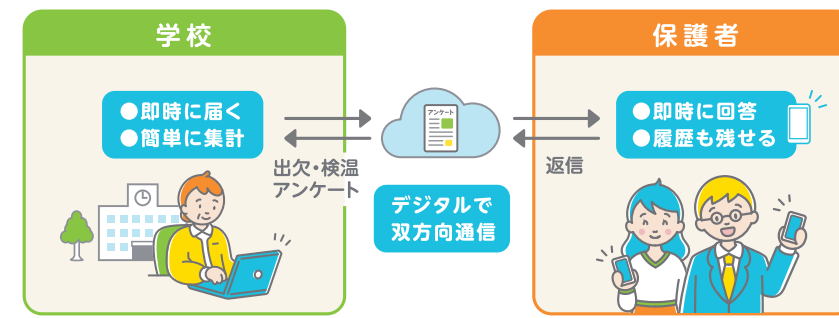 学校
●即時に届く
●簡単に集計
出欠・検温
アンケート
アンケート
デジタルで
双方向通信
返信
保護者
●即時に回答
●履歴も残せる